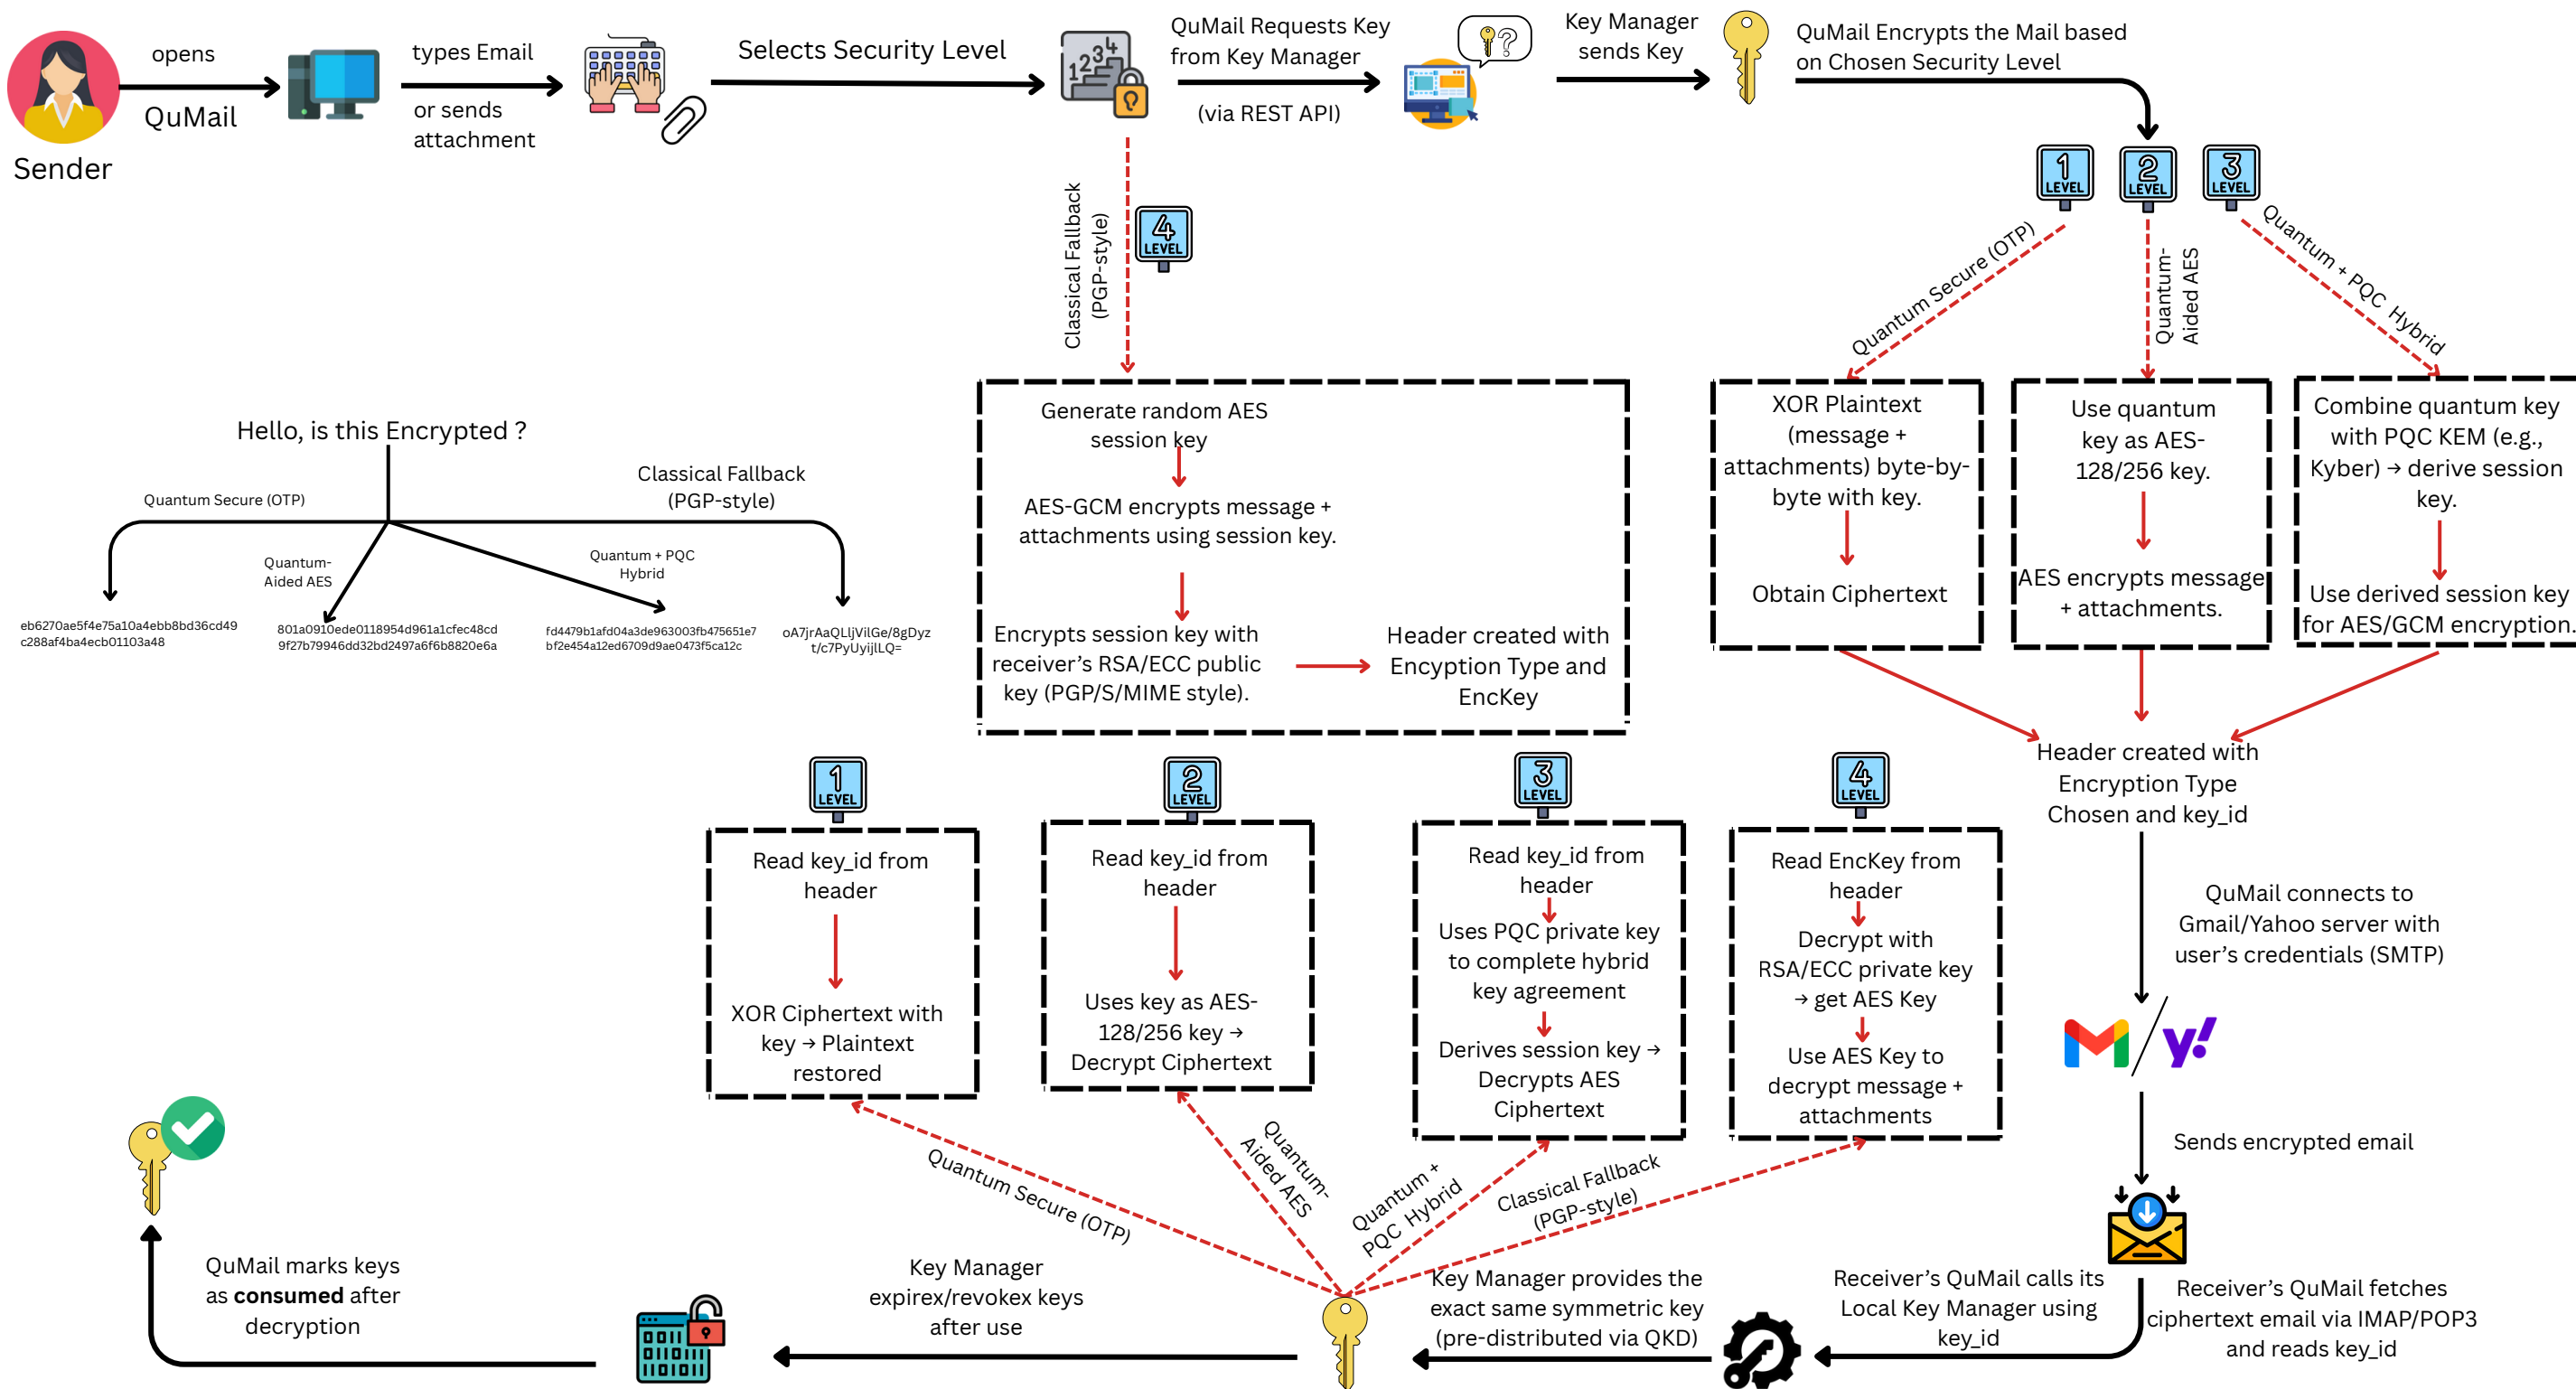 Sender
opens
QuMail
types Email
or sends
attachment
Selects Security Level
1234
QuMail Requests Key
from Key Manager
(via REST API)
?
Key Manager
sends Key
QuMail Encrypts the Mail based
on Chosen Security Level
1
LEVEL
2
LEVEL
3
LEVEL
Classical Fallback
(PGP-style)
4
LEVEL
Quantum Secure (OTP)
Quantum-
Aided AES
Quantum + PQC Hybrid
Generate random AES
session key
AES-GCM encrypts message +
attachments using session key.
Encrypts session key with
receiver's RSA/ECC public
key (PGP/S/MIME style).
Header created with
Encyption Type and
EncKey
XOR Plaintext
(message +
attachments) byte-by-
byte with key.
Obtain Ciphertext
Use quantum
key as AES-
128/256 key.
AES encrypts message
+ attachments.
Combine quantum key
with PQC KEM (e.g.,
Kyber) → derive session
key.
Use derived session key
for AES/GCM encryption.
Hello, is this Encrypted ?
Quantum Secure (OTP)
Quantum-
Aided AES
Quantum + PQC
Hybrid
Classical Fallback
(PGP-style)
eb6270ae5f4e75a10a4ebb8bd36cd49
c288af4ba4ecb01103a48
801a0910ede0118954d961a1cfec48cd
9f27b79946dd32bd2497a6f6b8820e6a
fd4479b1afd04a3de963003fb475651e7
bf2e454a12ed6709d9ae0473f5ca12c
oA7jrAaQLljVilGe/8gDyz
t/c7PyUyijlLQ=
Header created with
Encryption Type
Chosen and key_id
QuMail connects to
Gmail/Yahoo server with
user's credentials (SMTP)
y!
Sends encrypted email
Receiver's QuMail fetches
ciphertext email via IMAP/POP3
and reads key_id
Receiver's QuMail calls its
Local Key Manager using
key_id
Key Manager provides the
exact same symmetric key
(pre-distributed via QKD)
1
LEVEL
Read key_id from
header
XOR Ciphertext with
key → Plaintext
restored
2
LEVEL
Read key_id from
header
Uses key as AES-
128/256 key →
Decrypt Ciphertext
3
LEVEL
Read key_id from
header
Uses PQC private key
to complete hybrid
key agreement
Derives session key →
Decrypts AES
Ciphertext
4
LEVEL
Read EncKey from
header
Decrypt with
RSA/ECC private key
→ get AES Key
Use AES Key to
decrypt message +
attachments
Quantum Secure (OTP)
Quantum-
Aided AES
Quantum +
PQC Hybrid
Classical Fallback
(PGP-style)
Key Manager
expirex/revokex keys
after use
QuMail marks keys
as consumed after
decryption